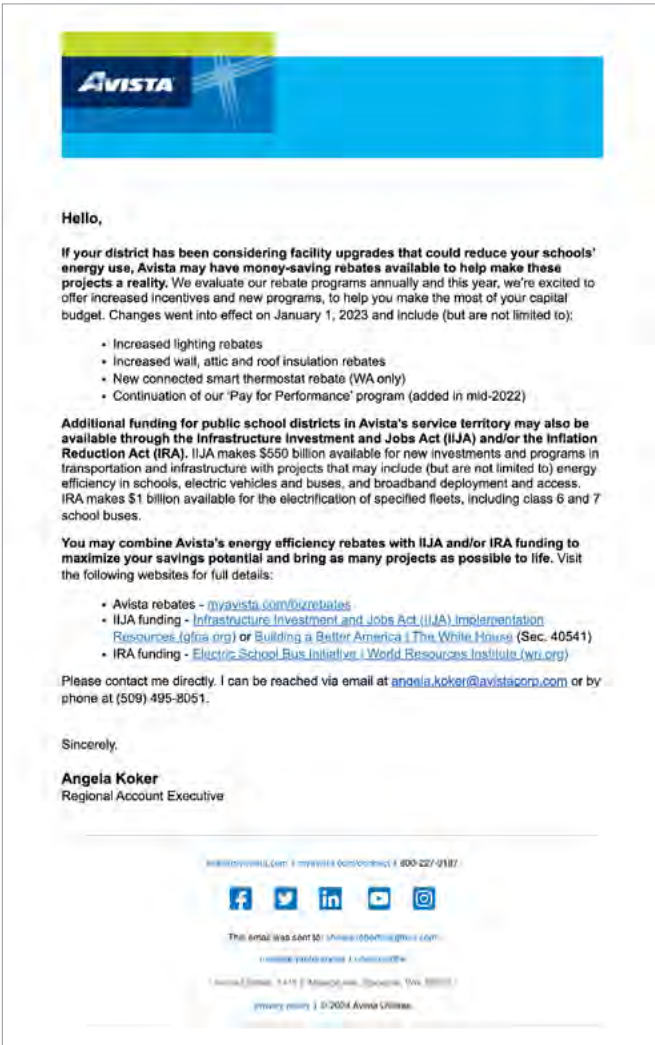 AVISTA
Hello,
If your district has been considering facility upgrades that could reduce your schools'
energy use, Avista may have money-saving rebates available to help make these
projects a reality. We evaluate our rebate programs annually and this year, we're excited to
offer increased incentives and new programs, to help you make the most of your capital
budget. Changes went into effect on January 1, 2023 and include (but are not limited to):
• Increased lighting rebates
• Increased wall, attic and roof insulation rebates
• New connected smart thermostat rebate (WA only)
• Continuation of our 'Pay for Performance' program (added in mid-2022)
Additional funding for public school districts in Avista's service territory may also be
available through the Infrastructure Investment and Jobs Act (IIJA) and/or the Inflation
Reduction Act (IRA). IIJA makes $550 billion available for new investments and programs in
transportation and infrastructure with projects that may include (but are not limited to) energy
efficiency in schools, electric vehicles and buses, and broadband deployment and access.
IRA makes $1 billion available for the electrification of specified fleets, including class 6 and 7
school buses.
You may combine Avista's energy efficiency rebates with IIJA and/or IRA funding to
maximize your savings potential and bring as many projects as possible to life. Visit
the following websites for full details:
• Avista rebates - myavista.com/bizrebates
• IIJA funding - Infrastructure Investment and Jobs Act (IIJA) Implementation
Resources (gfoa.org) or Building a Better America | The White House (Sec. 40541)
• IRA funding - Electric School Bus Initiative | World Resources Institute (wri.org)
Please contact me directly. I can be reached via email at angela.koker@avistacorp.com or by
phone at (509) 495-8051.
Sincerely,
Angela Koker
Regional Account Executive
myavista.com/contact | 800-227-9187
This email was sent to:
privacy policy | © 2024 Avista Utilities